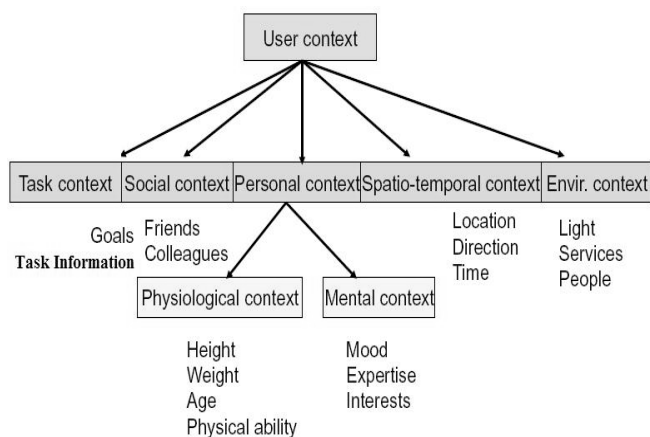 User context
Task context
Social context
Personal context
Spatio-temporal context
Envir. context
Goals
Task Information
Friends
Colleagues
Location
Direction
Time
Light
Services
People
Physiological context
Mental context
Height
Weight
Age
Physical ability
Mood
Expertise
Interests